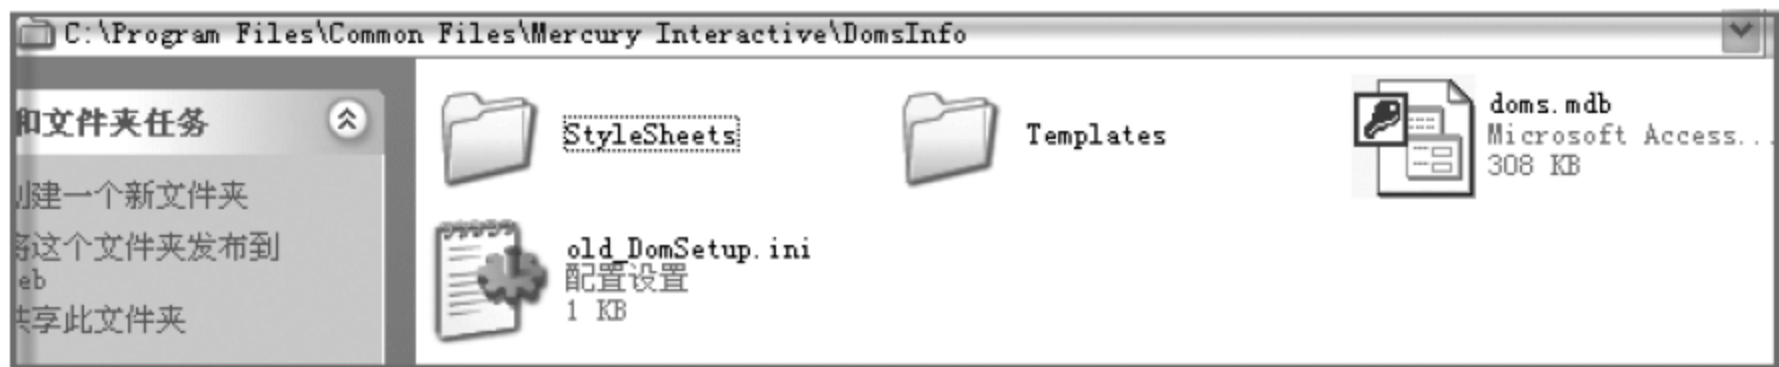 C:\Program Files\Common Files\Mercury Interactive\DomsInfo
和文件夹任务
创建一个新文件夹
将这个文件夹发布到
eb
共享此文件夹
StyleSheets
Templates
doms.mdb
Microsoft Access...
308 KB
old_DomSetup.ini
配置设置
1 KB